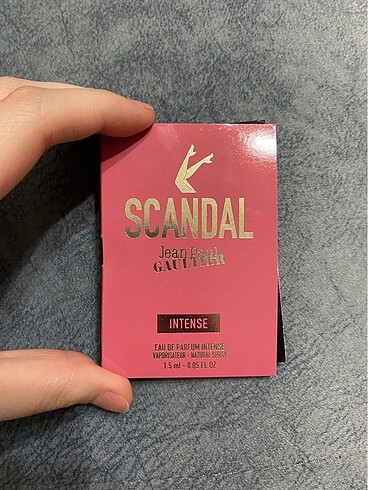 SCANDAL
Jean Paul
GAULTIER
INTENSE
EAU DE PARFUM INTENSE
VAPORISATEUR - NATURAL SPRAY
1.5 ml - 0.05 FL OZ